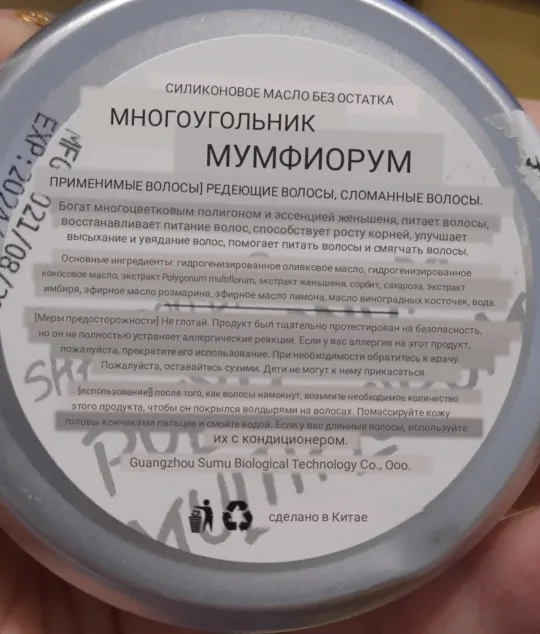 СИЛИКОНОВОЕ МАСЛО БЕЗ ОСТАТКА
МНОГОУГОЛЬНИК
МУМФИОРУМ
ПРИМЕНИМЫЕ ВОЛОСЫ] РЕДЕЮЩИЕ ВОЛОСЫ, СЛОМАННЫЕ ВОЛОСЫ.
Богат многоцветковым полигоном и эссенцией женьшеня, питает волосы,
восстанавливает питание волос, способствует росту корней, улучшает
высыхание и увядание волос, помогает питать волосы и смягчать волосы.
Основные ингредиенты: гидрогенизированное оливковое масло, гидрогенизированное
кокосовое масло, экстракт Polygonum multiflorum, экстракт женьшеня, сорбит, сахароза, экстракт
имбиря, эфирное масло розмарина, эфирное масло лимона, масло виноградных косточек, вода.
[Меры предосторожности] Не глотай. Продукт был тщательно протестирован на безопасность,
но он не полностью устраняет аллергические реакции. Если у вас аллергия на этот продукт,
пожалуйста, прекратите его использование. При необходимости обратитесь к врачу.
Пожалуйста, оставайтесь сухими. Дети не могут к нему прикасаться.
[использование]] после того, как волосы намокнут, возьмите необходимое количество
этого продукта, чтобы он покрылся волдырями на волосах. Помассируйте кожу
головы кончиками пальцев и смойте водой. Если у вас длинные волосы, используйте
их с кондиционером.
Guangzhou Sumu Biological Technology Co., Ооо.
сделано в Китае
MFG 021/08/
EXP: 202